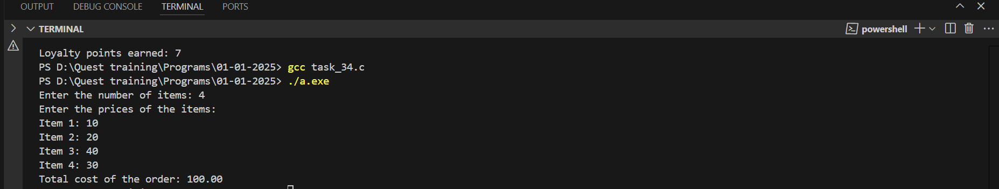 OUTPUT DEBUG CONSOLE TERMINAL PORTS
TERMINAL powershell
Loyalty points earned: 7
PS D:\Quest training\Programs\01-01-2025> gcc task_34.c
PS D:\Quest training\Programs\01-01-2025> ./a.exe
Enter the number of items: 4
Enter the prices of the items:
Item 1: 10
Item 2: 20
Item 3: 40
Item 4: 30
Total cost of the order: 100.00